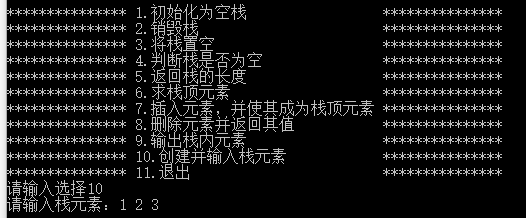 *************** 1.初始化为空栈 ***************
*************** 2.销毁栈 ***************
*************** 3.将栈置空 ***************
*************** 4.判断栈是否为空 ***************
*************** 5.返回栈的长度 ***************
*************** 6.求栈顶元素 ***************
*************** 7.插入元素，并使其成为栈顶元素 ***************
*************** 8.删除元素并返回其值 ***************
*************** 9.输出栈内元素 ***************
*************** 10.创建并输入栈元素 ***************
*************** 11.退出 ***************
请输入选择10
请输入栈元素：1 2 3